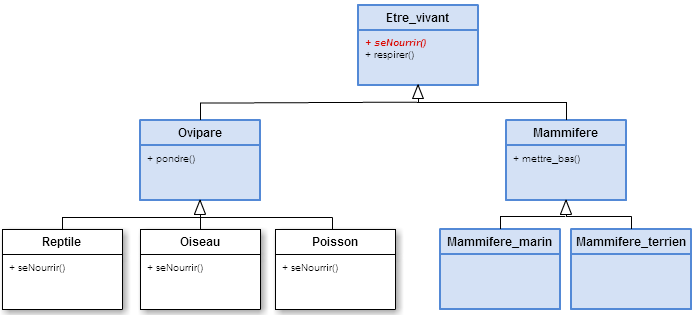 Etre_vivant
+ seNourrir()
+ respirer()
Ovipare
+ pondre()
Mammifere
+ mettre_bas()
Reptile
+ seNourrir()
Oiseau
+ seNourrir()
Poisson
+ seNourrir()
Mammifere_marin
Mammifere_terrien